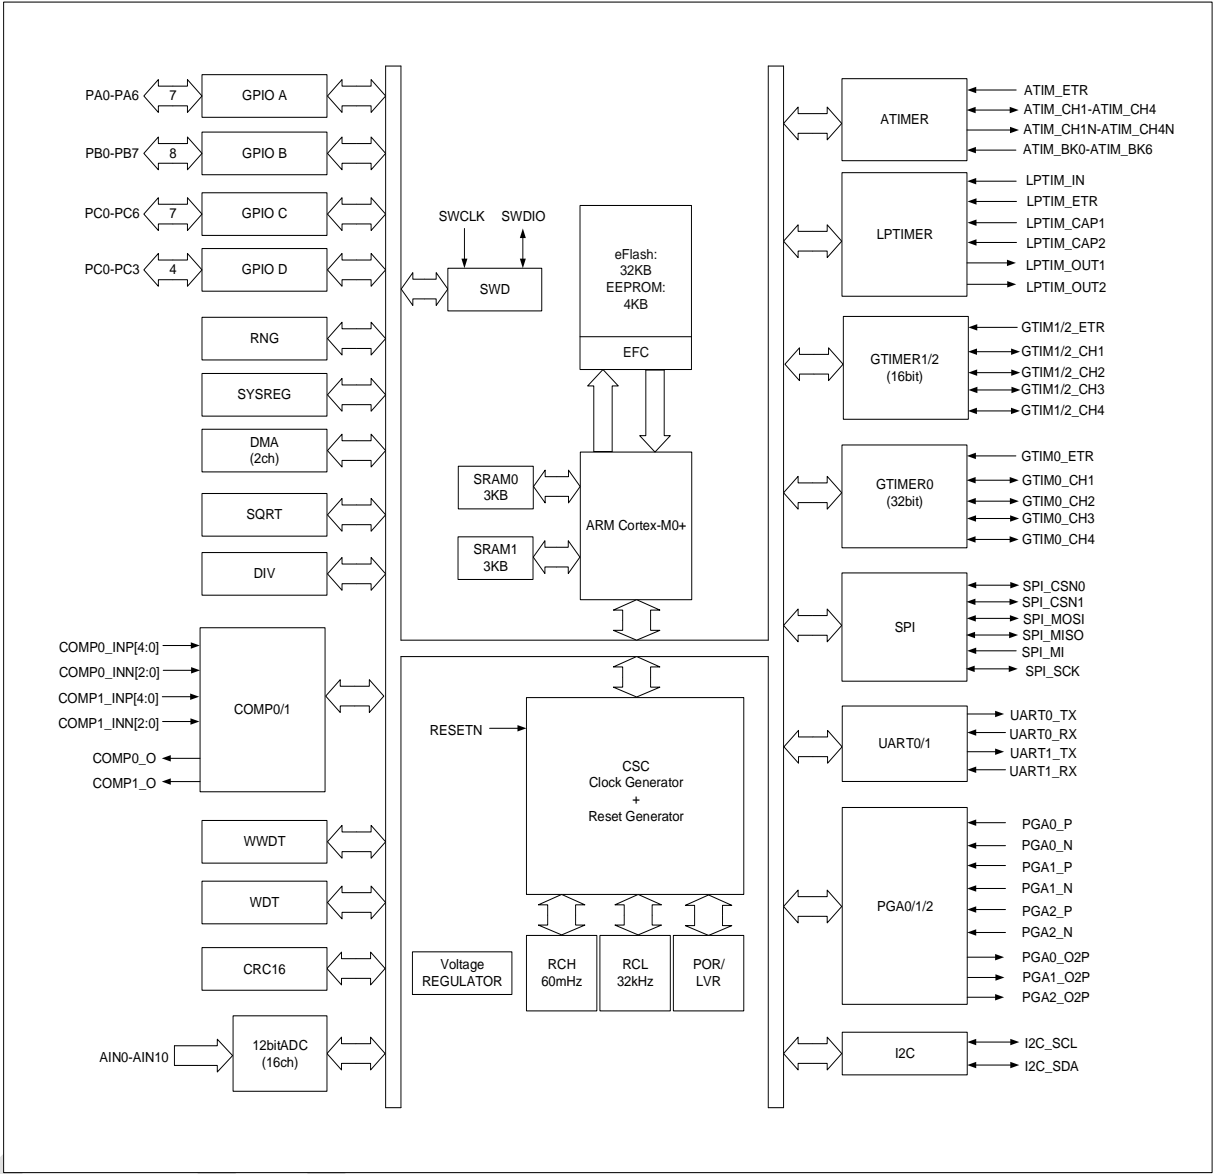 PA0-PA6
7
GPIO A
PB0-PB7
8
GPIO B
PC0-PC6
7
GPIO C
PC0-PC3
4
GPIO D
RNG
SYSREG
DMA
(2ch)
SQRT
DIV
COMP0_INP[4:0]
COMP0_INN[2:0]
COMP1_INP[4:0]
COMP1_INN[2:0]
COMP0_O
COMP1_O
COMP0/1
WWDT
WDT
CRC16
AIN0-AIN10
12bitADC
(16ch)
SWCLK
SWDIO
SWD
eFlash:
32KB
EEPROM:
4KB
EFC
SRAM0
3KB
SRAM1
3KB
ARM Cortex-M0+
RESETN
CSC
Clock Generator
+
Reset Generator
Voltage
REGULATOR
RCH
60mHz
RCL
32kHz
POR/
LVR
ATIMER
ATIM_ETR
ATIM_CH1-ATIM_CH4
ATIM_CH1N-ATIM_CH4N
ATIM_BK0-ATIM_BK6
LPTIMER
LPTIM_IN
LPTIM_ETR
LPTIM_CAP1
LPTIM_CAP2
LPTIM_OUT1
LPTIM_OUT2
GTIMER1/2
(16bit)
GTIM1/2_ETR
GTIM1/2_CH1
GTIM1/2_CH2
GTIM1/2_CH3
GTIM1/2_CH4
GTIMER0
(32bit)
GTIM0_ETR
GTIM0_CH1
GTIM0_CH2
GTIM0_CH3
GTIM0_CH4
SPI
SPI_CSN0
SPI_CSN1
SPI_MOSI
SPI_MISO
SPI_MI
SPI_SCK
UART0/1
UART0_TX
UART0_RX
UART1_TX
UART1_RX
PGA0/1/2
PGA0_P
PGA0_N
PGA1_P
PGA1_N
PGA2_P
PGA2_N
PGA0_O2P
PGA1_O2P
PGA2_O2P
I2C
I2C_SCL
I2C_SDA